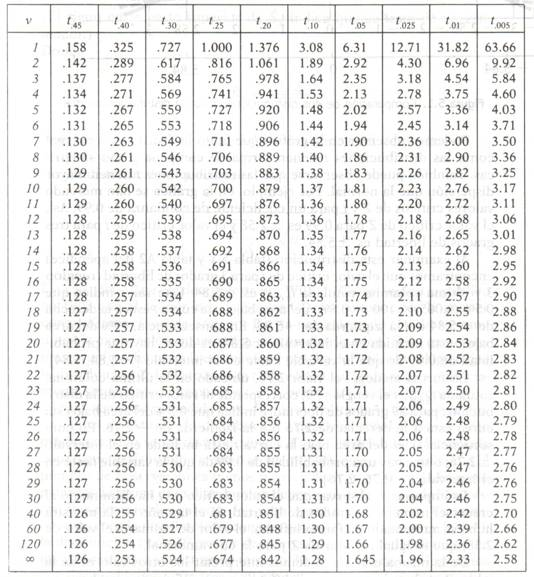 ν t.45 t.40 t.30 t.25 t.20 t.10 t.05 t.025 t.01 t.005
1 .158 .325 .727 1.000 1.376 3.08 6.31 12.71 31.82 63.66
2 .142 .289 .617 .816 1.061 1.89 2.92 4.30 6.96 9.92
3 .137 .277 .584 .765 .978 1.64 2.35 3.18 4.54 5.84
4 .134 .271 .569 .741 .941 1.53 2.13 2.78 3.75 4.60
5 .132 .267 .559 .727 .920 1.48 2.02 2.57 3.36 4.03
6 .131 .265 .553 .718 .906 1.44 1.94 2.45 3.14 3.71
7 .130 .263 .549 .711 .896 1.42 1.90 2.36 3.00 3.50
8 .130 .261 .546 .706 .889 1.40 1.86 2.31 2.90 3.36
9 .129 .261 .543 .703 .883 1.38 1.83 2.26 2.82 3.25
10 .129 .260 .542 .700 .879 1.37 1.81 2.23 2.76 3.17
11 .129 .260 .540 .697 .876 1.36 1.80 2.20 2.72 3.11
12 .128 .259 .539 .695 .873 1.36 1.78 2.18 2.68 3.06
13 .128 .259 .538 .694 .870 1.35 1.77 2.16 2.65 3.01
14 .128 .258 .537 .692 .868 1.34 1.76 2.14 2.62 2.98
15 .128 .258 .536 .691 .866 1.34 1.75 2.13 2.60 2.95
16 .128 .258 .535 .690 .865 1.34 1.75 2.12 2.58 2.92
17 .128 .257 .534 .689 .863 1.33 1.74 2.11 2.57 2.90
18 .127 .257 .534 .688 .862 1.33 1.73 2.10 2.55 2.88
19 .127 .257 .533 .688 .861 1.33 1.73 2.09 2.54 2.86
20 .127 .257 .533 .687 .860 1.32 1.72 2.09 2.53 2.84
21 .127 .257 .532 .686 .859 1.32 1.72 2.08 2.52 2.83
22 .127 .256 .532 .686 .858 1.32 1.72 2.07 2.51 2.82
23 .127 .256 .532 .685 .858 1.32 1.71 2.07 2.50 2.81
24 .127 .256 .531 .685 .857 1.32 1.71 2.06 2.49 2.80
25 .127 .256 .531 .684 .856 1.32 1.71 2.06 2.48 2.79
26 .127 .256 .531 .684 .856 1.32 1.71 2.06 2.48 2.78
27 .127 .256 .531 .684 .855 1.31 1.70 2.05 2.47 2.77
28 .127 .256 .530 .683 .855 1.31 1.70 2.05 2.47 2.76
29 .127 .256 .530 .683 .854 1.31 1.70 2.04 2.46 2.76
30 .127 .256 .530 .683 .854 1.31 1.70 2.04 2.46 2.75
40 .126 .255 .529 .681 .851 1.30 1.68 2.02 2.42 2.70
60 .126 .254 .527 .679 .848 1.30 1.67 2.00 2.39 2.66
120 .126 .254 .526 .677 .845 1.29 1.66 1.98 2.36 2.62
∞ .126 .253 .524 .674 .842 1.28 1.645 1.96 2.33 2.58